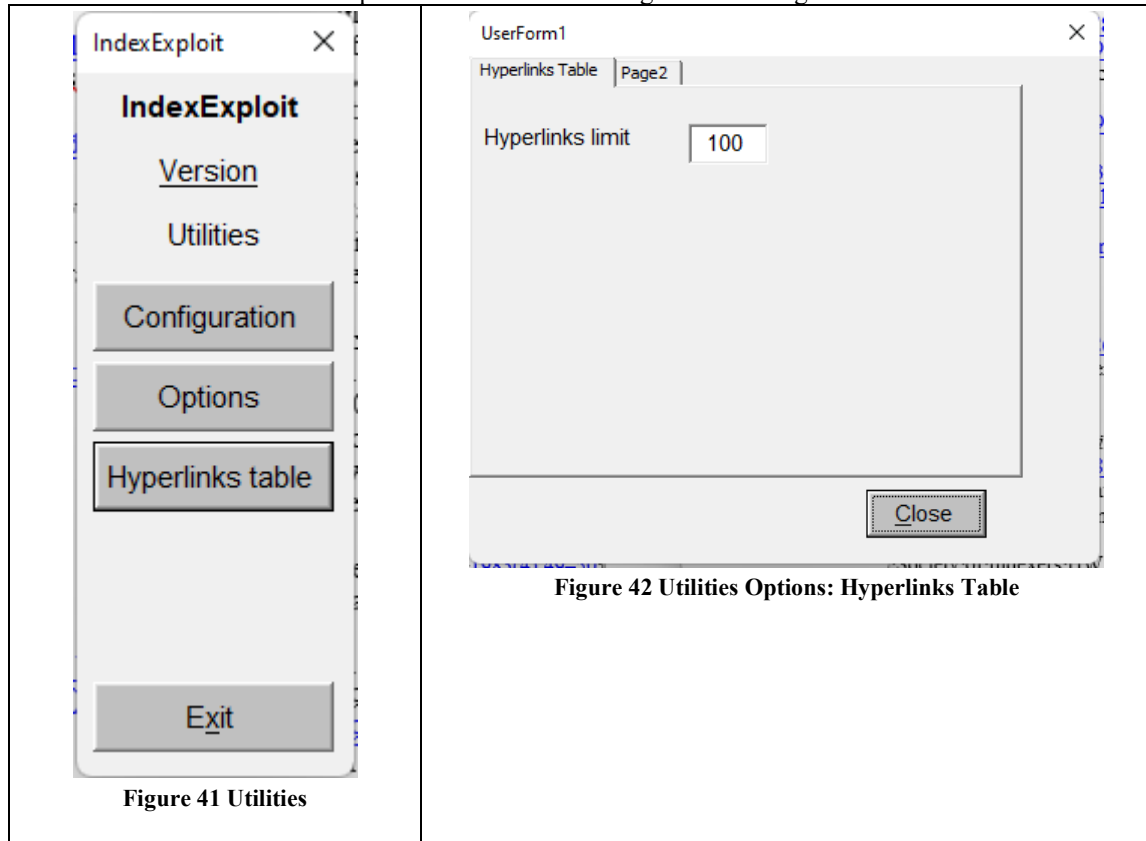 IndexExploit
IndexExploit
Version
Utilities
Configuration
Options
Hyperlinks table
Exit
Figure 41 Utilities
UserForm1
Hyperlinks Table
Page2
Hyperlinks limit
100
Close
Figure 42 Utilities Options: Hyperlinks Table